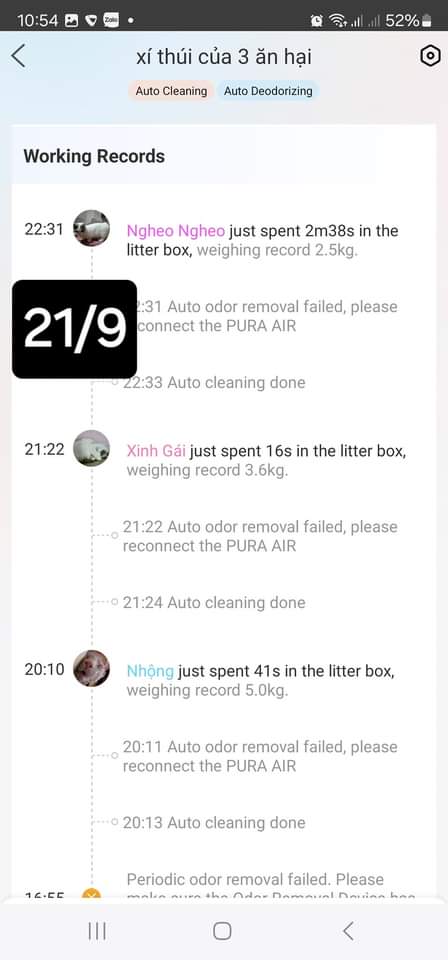 10:54 Zalo 52%
xí thúi của 3 ăn hại
Auto Cleaning Auto Deodorizing
Working Records
22:31 Ngheo Ngheo just spent 2m38s in the
litter box, weighing record 2.5kg.
:31 Auto odor removal failed, please
connect the PURA AIR
21/9
22:33 Auto cleaning done
21:22 Xinh Gái just spent 16s in the litter box,
weighing record 3.6kg.
21:22 Auto odor removal failed, please
reconnect the PURA AIR
21:24 Auto cleaning done
20:10 Nhộng just spent 41s in the litter box,
weighing record 5.0kg.
20:11 Auto odor removal failed, please
reconnect the PURA AIR
20:13 Auto cleaning done
16:55 Periodic odor removal failed. Please
make sure the Odor Removal Device has